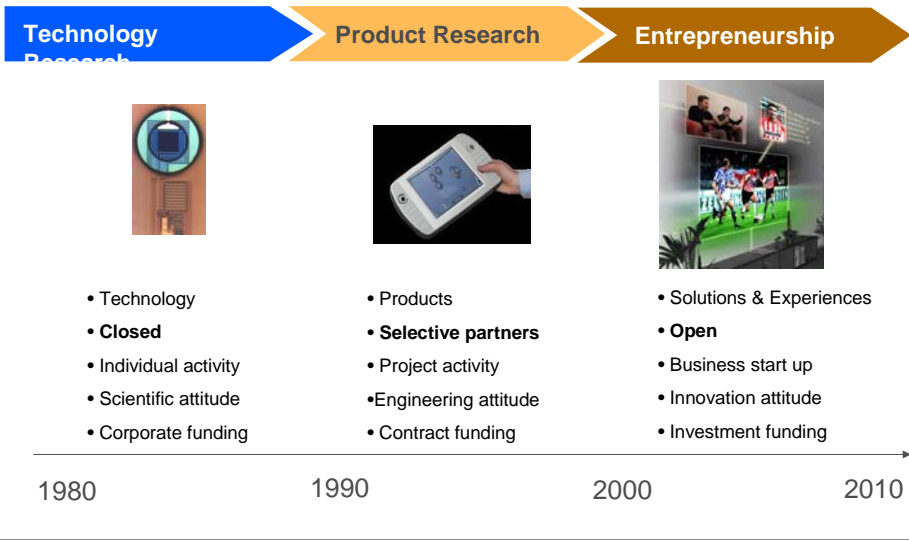 Technology
Research
Product Research
Entrepreneurship
• Technology
• Closed
• Individual activity
• Scientific attitude
• Corporate funding
• Products
• Selective partners
• Project activity
•Engineering attitude
• Contract funding
• Solutions & Experiences
• Open
• Business start up
• Innovation attitude
• Investment funding
1980
1990
2000
2010